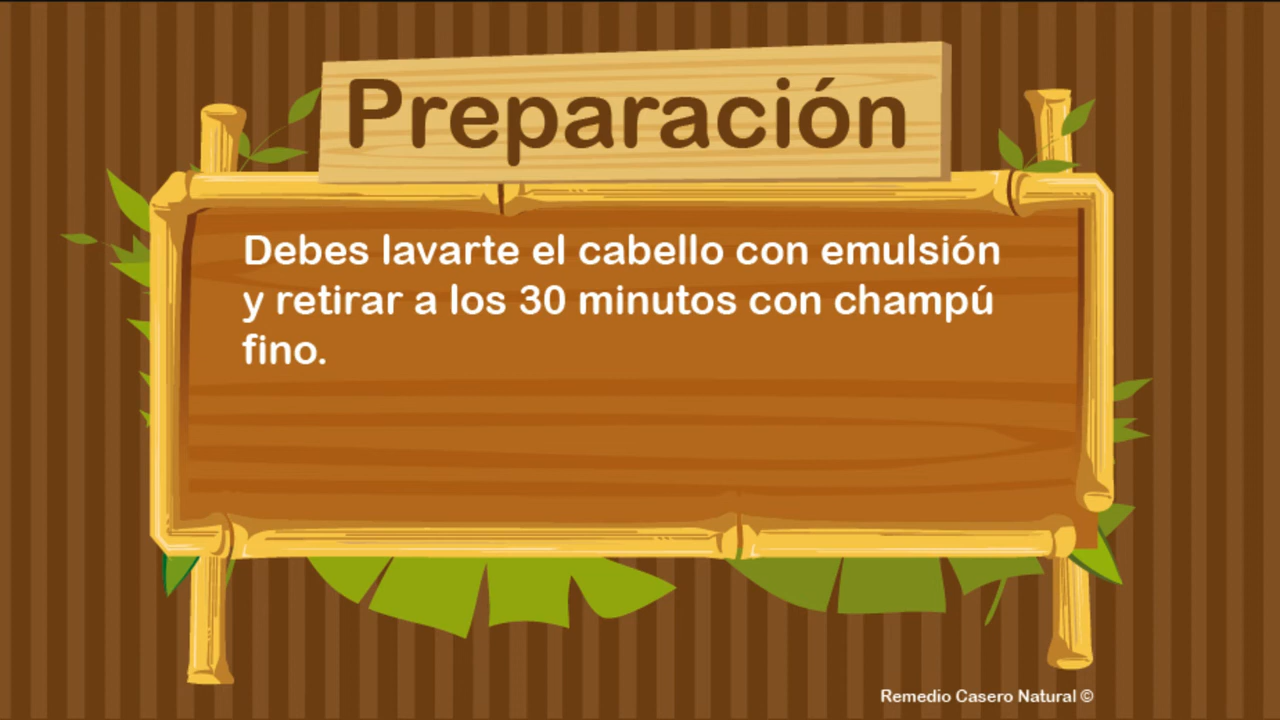 Preparación
Debes lavarte el cabello con emulsión
y retirar a los 30 minutos con champú
fino.
Remedio Casero Natural ©